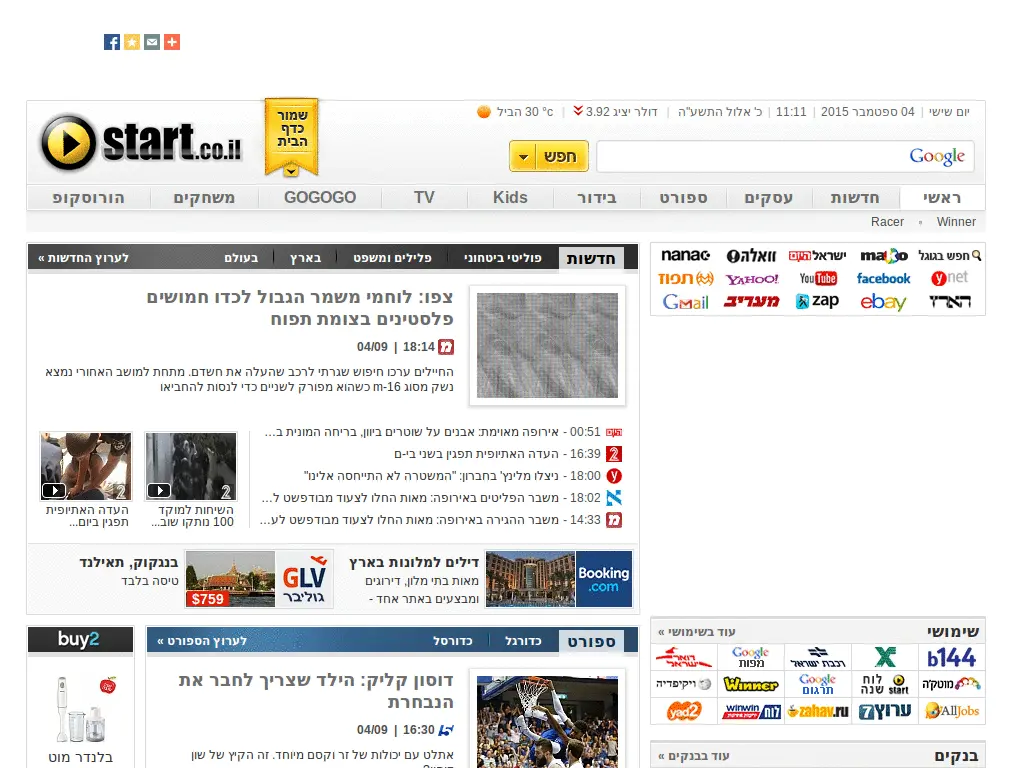 יום שישי | 04 ספטמבר 2015 | 11:11 | כ' אלול התשע"ה | דולר יציג 3.92 | 30 °c הביל
start.co.il
שמור
כדף
הבית
Google
חפש
ראשי
חדשות
עסקים
ספורט
בידור
Kids
TV
GOGOGO
משחקים
הורוסקופ
Winner
Racer
חדשות
פוליטי ביטחוני
פלילים ומשפט
בארץ
בעולם
לערוץ החדשות »
צפו: לוחמי משמר הגבול לכדו חמושים
פלסטינים בצומת תפוח
18:14 | 04/09
החיילים ערכו חיפוש שגרתי לרכב שהעלה את חשדם. מתחת למושב האחורי נמצא
נשק מסוג m-16 כשהוא מפורק לשניים כדי לנסות להחביאו
00:51 - אירופה מאוימת: אבנים על שוטרים ביוון, בריחה המונית ב...
16:39 - העדה האתיופית תפגין בשני בי-ם
18:00 - ניצלו מלינץ' בחברון: "המשטרה לא התייחסה אלינו"
18:02 - משבר הפליטים באירופה: מאות החלו לצעוד מבודפשט ל...
14:33 - משבר ההגירה באירופה: מאות החלו לצעוד מבודפשט לע...
השיחות למוקד
100 נותקו שוב...
העדה האתיופית
תפגין ביום...
Booking
.com
דילים למלונות בארץ
מאות בתי מלון, דירוגים
ומבצעים באתר אחד -
GLV
גוליבר
$759
בנגקוק, תאילנד
טיסה בלבד
חפש בגוגל
mako
ישראל היום
וואלה!
nana
ynet
facebook
YouTube
YAHOO!
תפוז
הארץ
ebay
zap
מעריב
Gmail
שימושי
עוד בשימושי »
b144
רכבת ישראל
Google
מפות
דואר
ישראל
מוטק'ה
לוח
שנה start
Google
תרגום
Winner
ויקיפדיה
AllJobs
ערוץ 7
zahav.ru
winwin
yad2
בנקים
עוד בבנקים »
ספורט
כדורגל
כדורסל
לערוץ הספורט »
דוסון קליק: הילד שצריך לחבר את
הנבחרת
16:30 | 04/09
אתלט עם יכולות של זר וקסם מיוחד. זה הקיץ של שון
buy2
בלנדר מוט